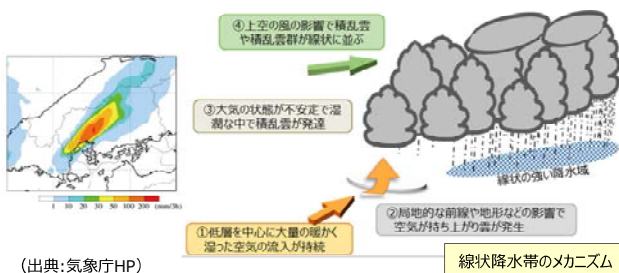 ④上空の風の影響で積乱雲
や積乱雲群が線状に並ぶ
③大気の状態が不安定で湿
潤な中で積乱雲が発達
線状の強い降水域
②局地的な前線や地形などの影響で
空気が持ち上がり雲が発生
①低層を中心に大量の暖かく
湿った空気の流入が持続
1 10 20 30 50 100 200 (mm/3h)
(出典:気象庁HP)
線状降水帯のメカニズム